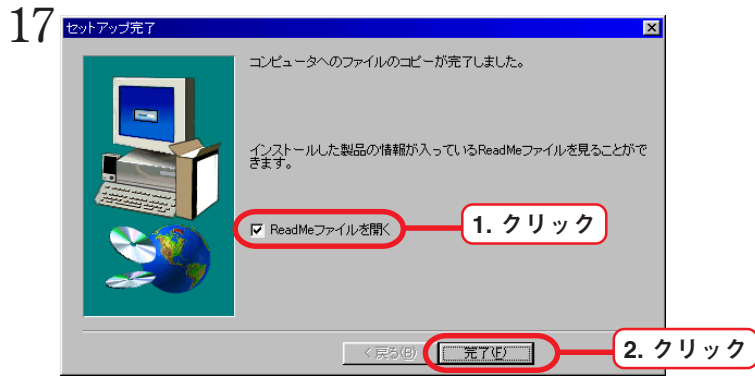 17
セットアップ完了
コンピュータへのファイルのコピーが完了しました。
インストールした製品の情報が入っているReadMeファイルを見ることがで
きます。
ReadMeファイルを開く
1. クリック
< 戻る(B)
完了(F)
2. クリック